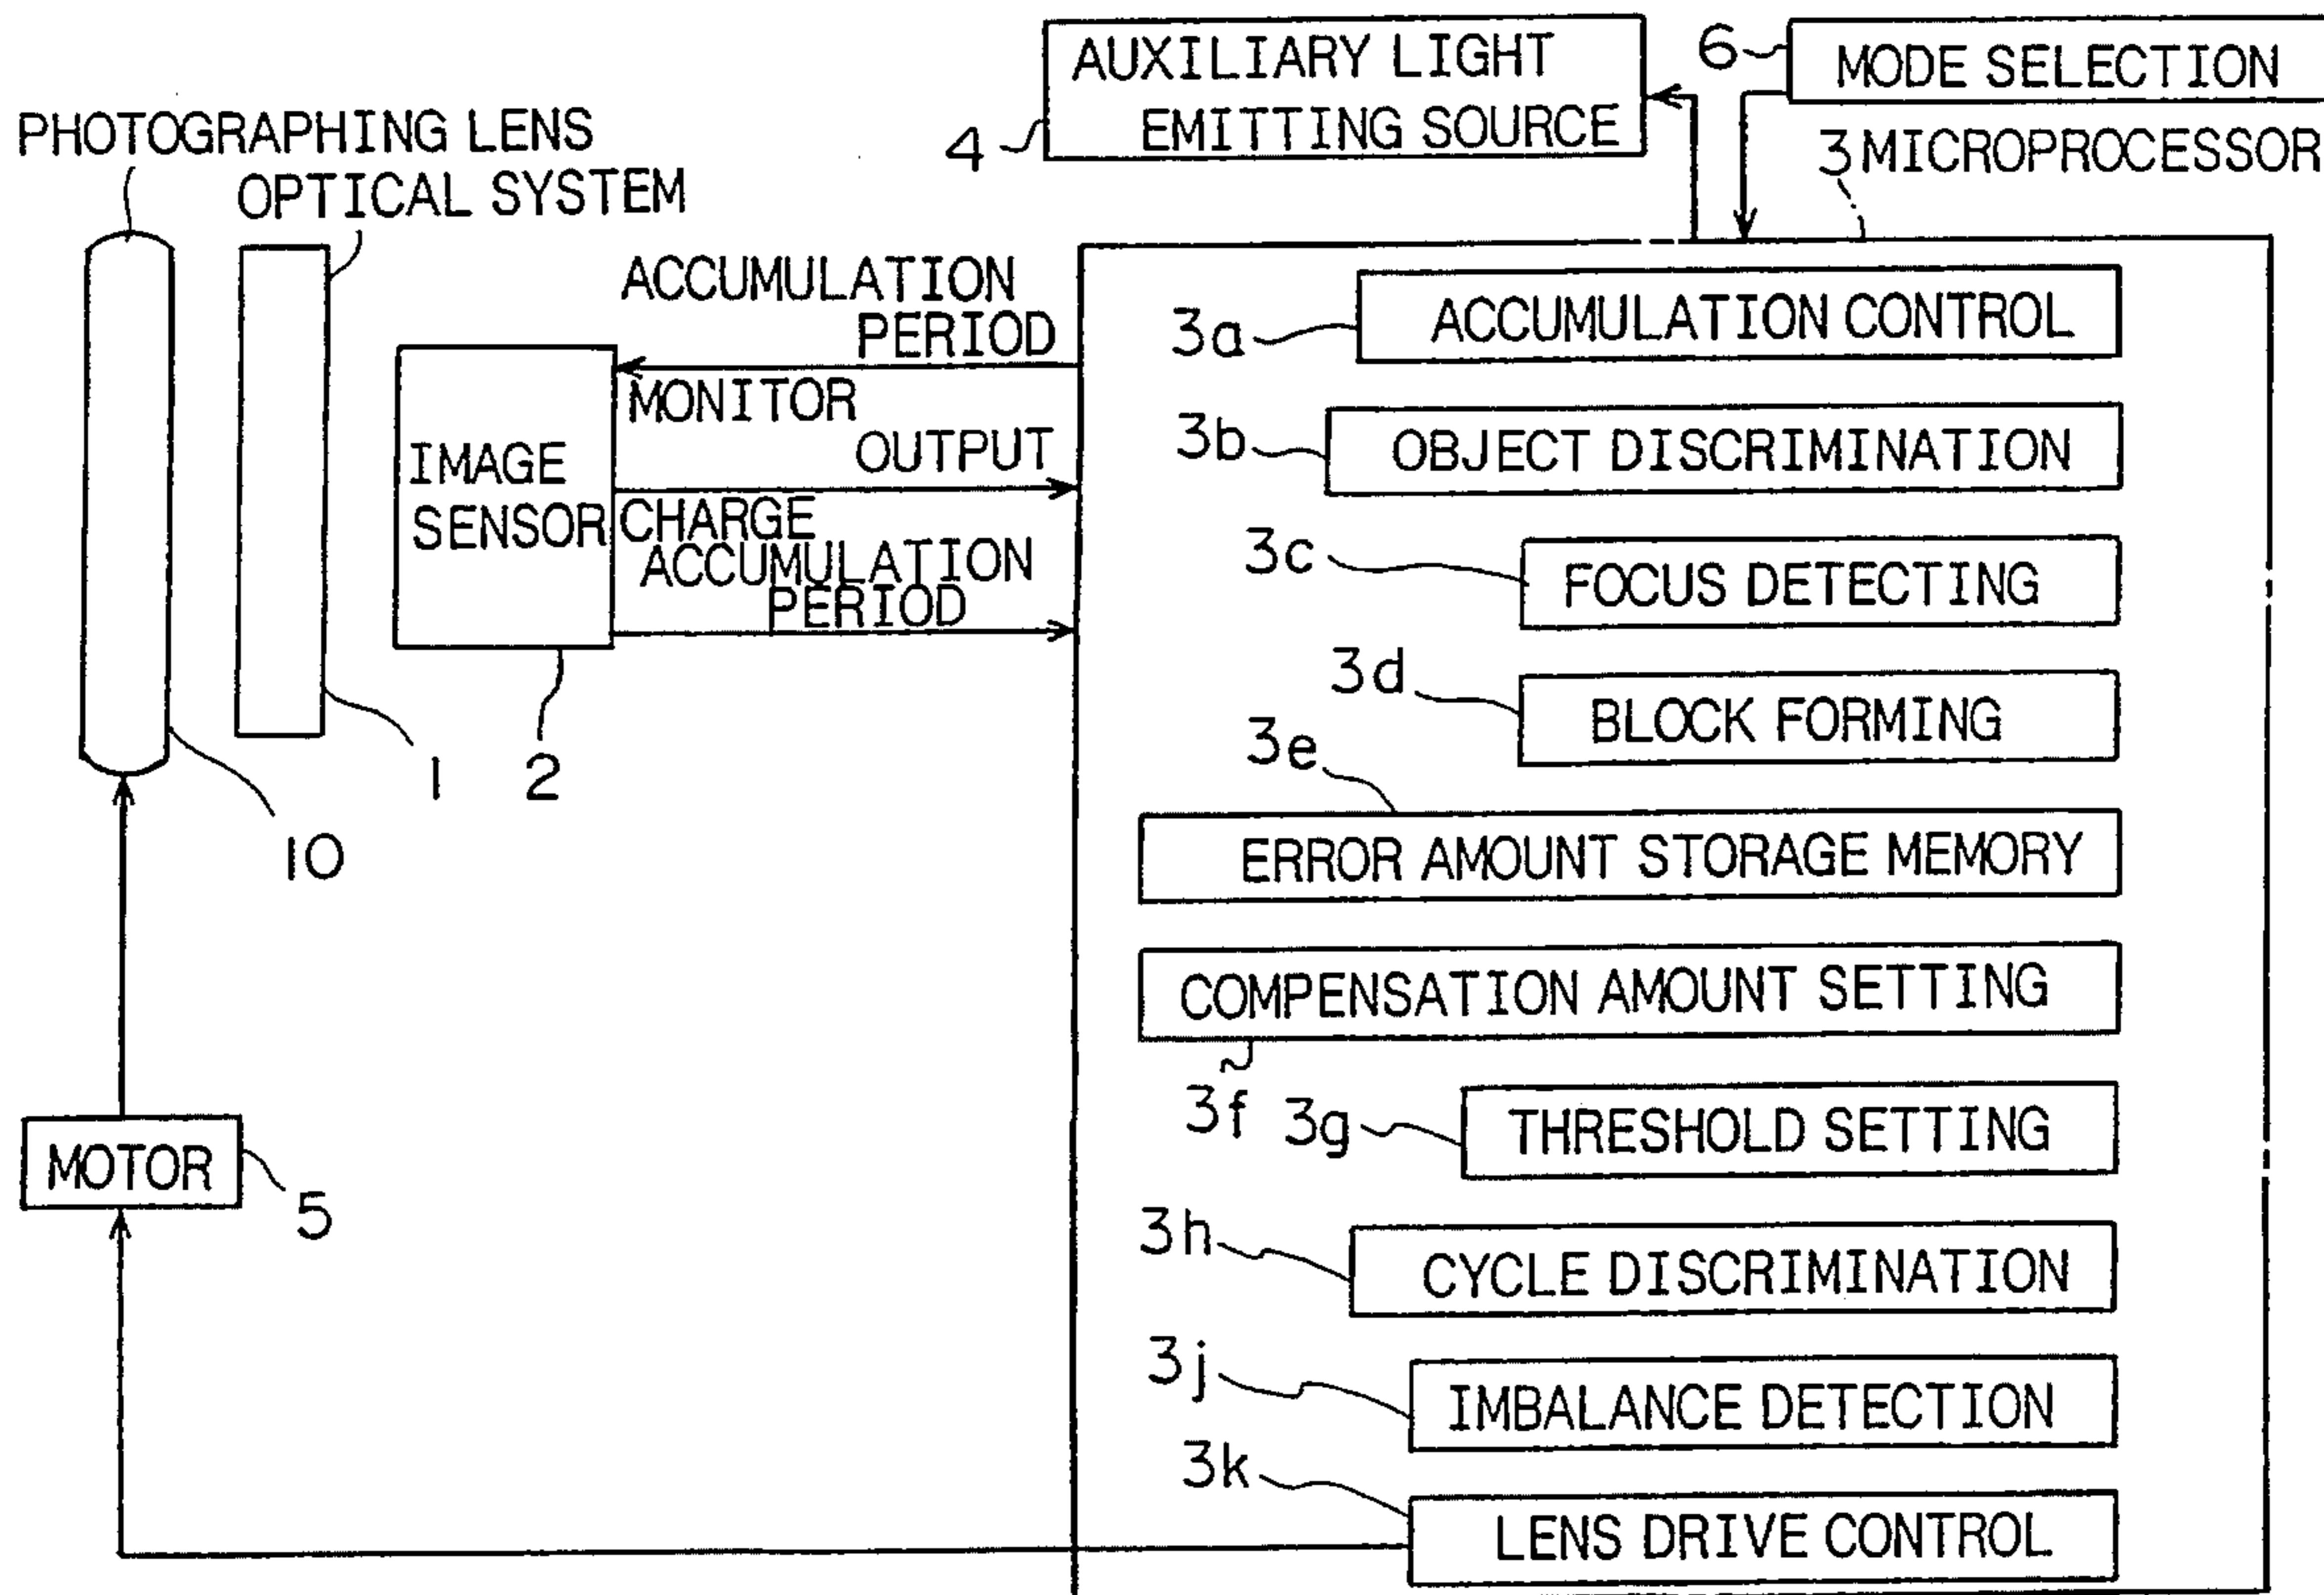 AUXILIARY LIGHT
EMITTING SOURCE
4
6
MODE SELECTION
3 MICROPROCESSOR
PHOTOGRAPHING LENS
OPTICAL SYSTEM
ACCUMULATION
PERIOD
MONITOR
OUTPUT
IMAGE
SENSOR
CHARGE
ACCUMULATION
PERIOD
1
2
10
MOTOR
5
3a
ACCUMULATION CONTROL
3b
OBJECT DISCRIMINATION
3c
FOCUS DETECTING
3d
BLOCK FORMING
3e
ERROR AMOUNT STORAGE MEMORY
COMPENSATION AMOUNT SETTING
3f
3g
THRESHOLD SETTING
3h
CYCLE DISCRIMINATION
3j
IMBALANCE DETECTION
3k
LENS DRIVE CONTROL